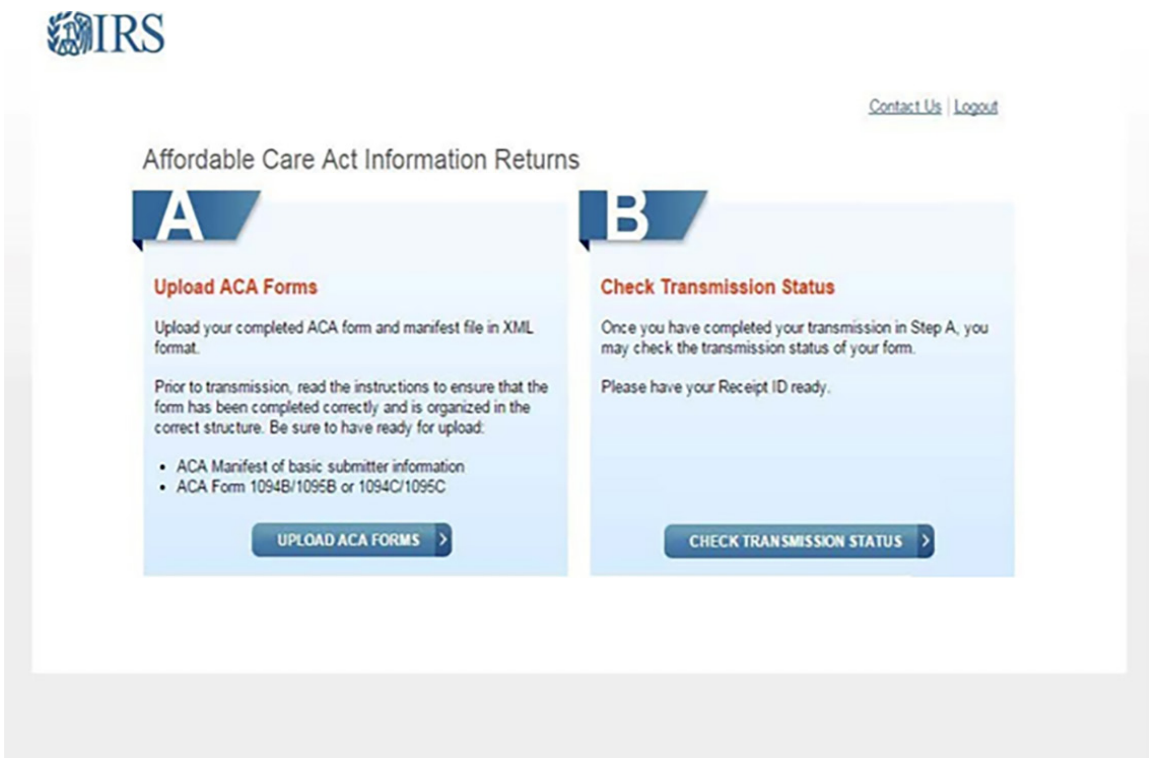 IRS
Contact Us | Logout
Affordable Care Act Information Returns
A
Upload ACA Forms
Upload your completed ACA form and manifest file in XML
format.
Prior to transmission, read the instructions to ensure that the
form has been completed correctly and is organized in the
correct structure. Be sure to have ready for upload:
• ACA Manifest of basic submitter information
• ACA Form 1094B/1095B or 1094C/1095C
UPLOAD ACA FORMS >
B
Check Transmission Status
Once you have completed your transmission in Step A, you
may check the transmission status of your form.
Please have your Receipt ID ready.
CHECK TRANSMISSION STATUS >